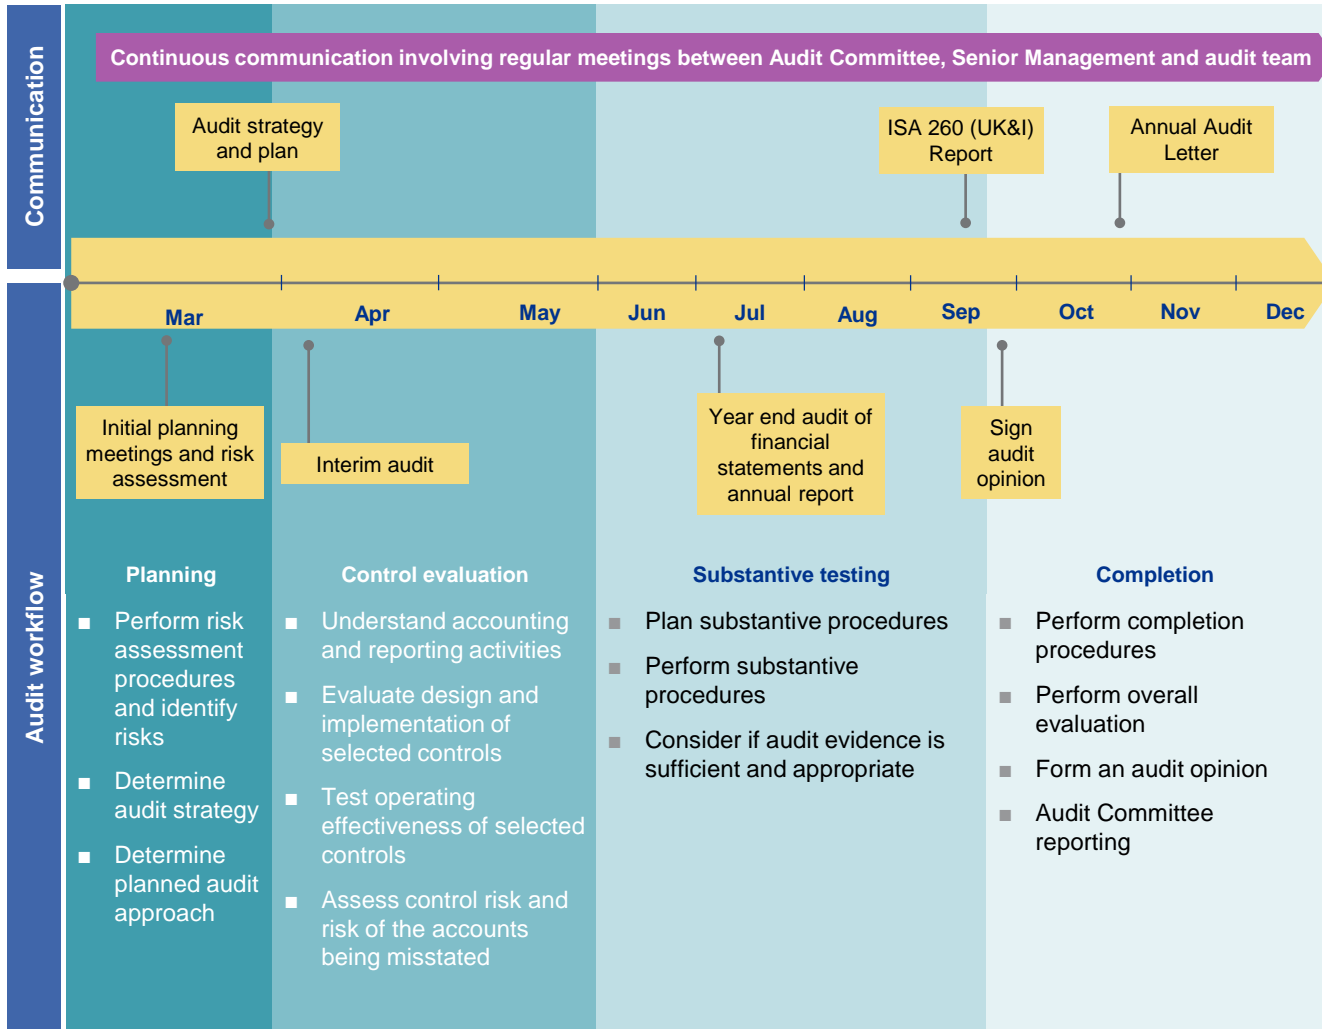 Communication
Continuous communication involving regular meetings between Audit Committee, Senior Management and audit team
Audit strategy
and plan
ISA 260 (UK&I)
Report
Annual Audit
Letter
Mar
Apr
May
Jun
Jul
Aug
Sep
Oct
Nov
Dec
Audit workflow
Initial planning
meetings and risk
assessment
Interim audit
Year end audit of
financial
statements and
annual report
Sign
audit
opinion
Planning
■ Perform risk
assessment
procedures
and identify
risks
■ Determine
audit strategy
■ Determine
planned audit
approach
Control evaluation
■ Understand accounting
and reporting activities
■ Evaluate design and
implementation of
selected controls
■ Test operating
effectiveness of selected
controls
■ Assess control risk and
risk of the accounts
being misstated
Substantive testing
■ Plan substantive procedures
■ Perform substantive
procedures
■ Consider if audit evidence is
sufficient and appropriate
Completion
■ Perform completion
procedures
■ Perform overall
evaluation
■ Form an audit opinion
■ Audit Committee
reporting